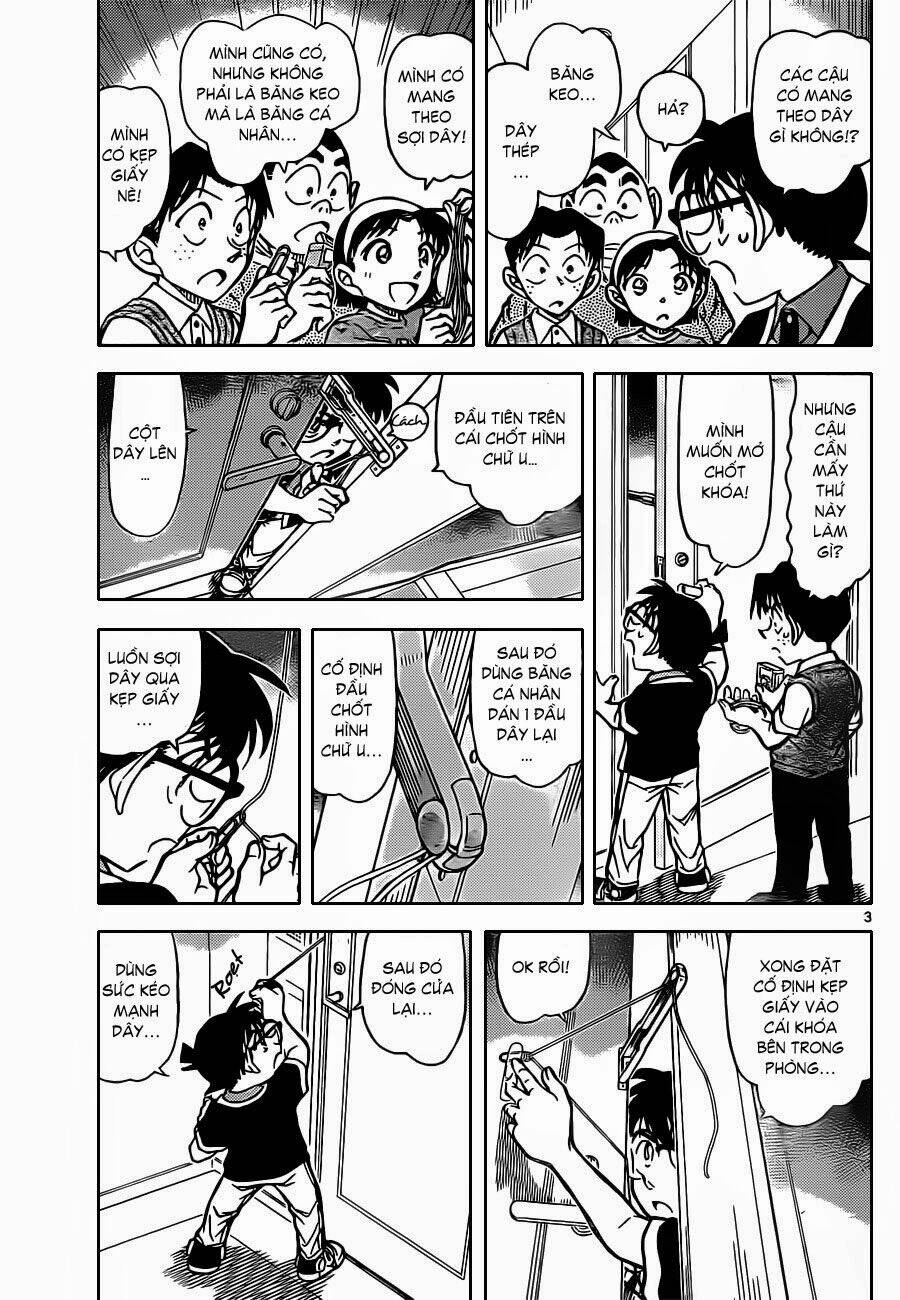 CÁC CẬU
CÓ MANG
THEO DÂY
GÌ KHÔNG!?
HẢ?
BĂNG
KEO...
DÂY
THÉP
...
MÌNH CÓ
MANG
THEO
SỢI DÂY!
MÌNH CŨNG CÓ,
NHƯNG KHÔNG
PHẢI LÀ BĂNG KEO
MÀ LÀ BĂNG CÁ
NHÂN...
MÌNH
CÓ KẸP
GIẤY
NÈ!
NHƯNG
CẬU
CẦN
MẤY
THỨ
NÀY
LÀM
GÌ?
MÌNH
MUỐN MỞ
CHỐT
KHÓA!
ĐẦU TIÊN TRÊN
CÁI CHỐT HÌNH
CHỮ U...
Cách
CỘT
DÂY LÊN
...
SAU ĐÓ
DÙNG BĂNG
CÁ NHÂN
DÁN 1 ĐẦU
DÂY LẠI
...
CỐ ĐỊNH
ĐẦU
CHỐT
HÌNH
CHỮ U...
LUỒN SỢI
DÂY QUA
KẸP GIẤY
...
3
XONG ĐẶT
CỐ ĐỊNH KẸP
GIẤY VÀO
CÁI KHÓA
BÊN TRONG
PHÒNG...
OK RỒI!
SAU ĐÓ
ĐÓNG CỬA
LẠI...
DÙNG
SỨC KÉO
MẠNH
DÂY...